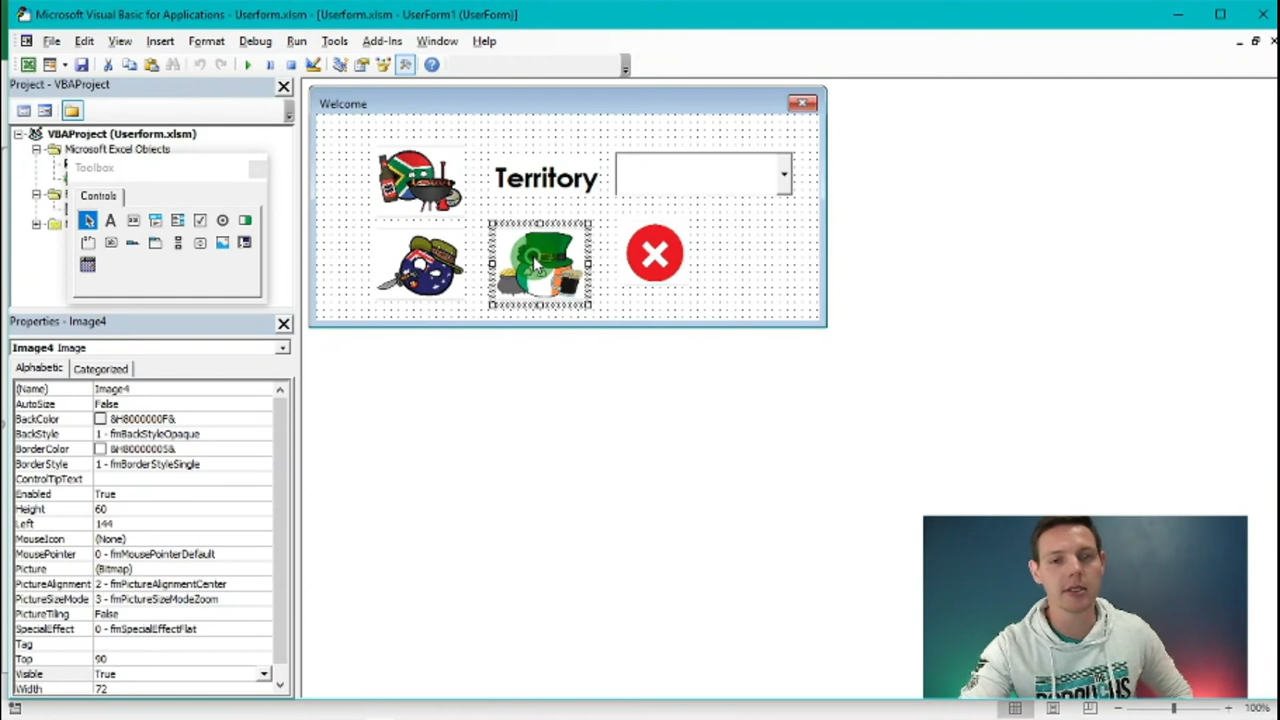 Microsoft Visual Basic for Applications - Userform.xlsm - [Userform.xlsm - UserForm1 (UserForm)]
File Edit View Insert Format Debug Run Tools Add-Ins Window Help
Project - VBAProject
VBAProject (Userform.xlsm)
Microsoft Excel Objects
Toolbox
Controls
Welcome
Territory
Properties - Image4
Image4 Image
Alphabetic Categorized
(Name) Image4
AutoSize False
BackColor &H8000000F&
BackStyle 1 - fmBackStyleOpaque
BorderColor &H80000005&
BorderStyle 1 - fmBorderStyleSingle
ControlTipText
Enabled True
Height 60
Left 144
MouseIcon (None)
MousePointer 0 - fmMousePointerDefault
Picture (Bitmap)
PictureAlignment 2 - fmPictureAlignmentCenter
PictureSizeMode 3 - fmPictureSizeModeZoom
PictureTiling False
SpecialEffect 0 - fmSpecialEffectFlat
Tag
Top 90
Visible True
Width 72
THE
100%